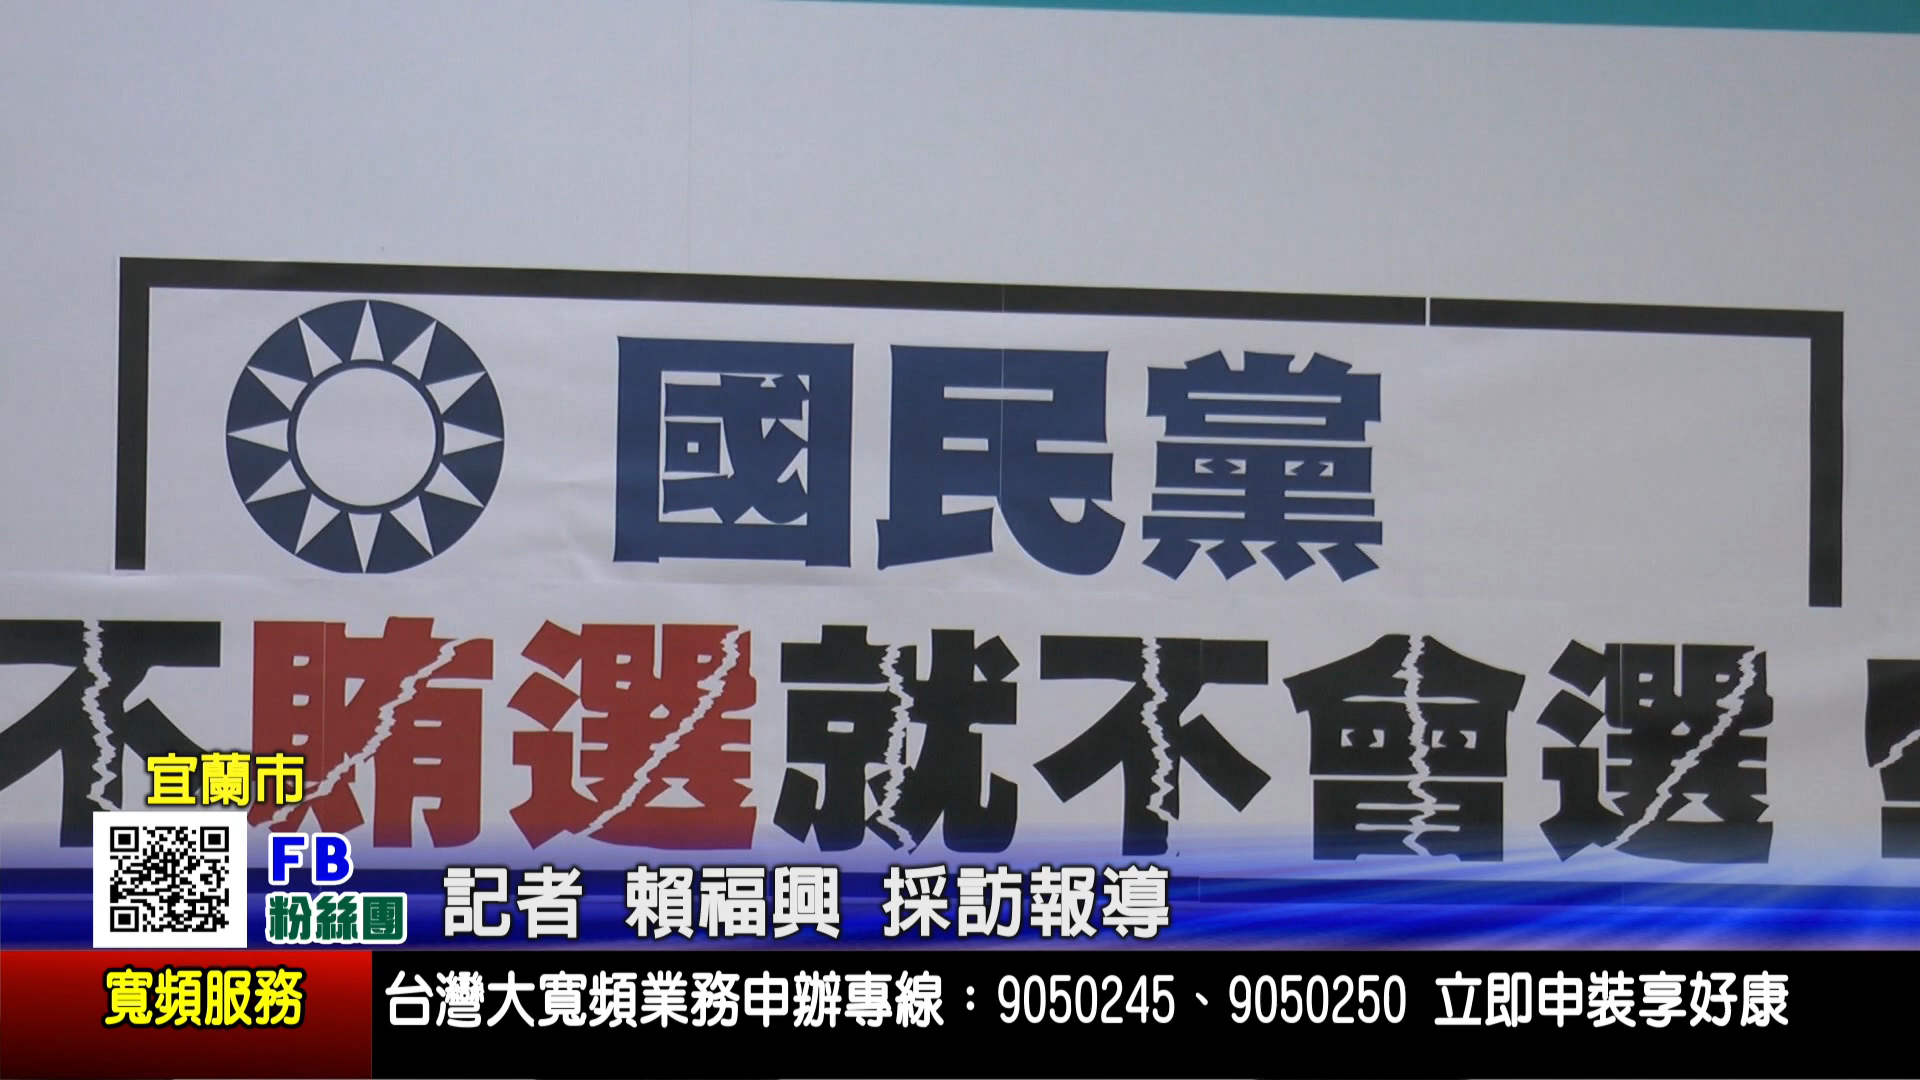 國民黨
不賄選就不會選
宜蘭市
FB
粉絲團
記者 賴福興 採訪報導
寬頻服務
台灣大寬頻業務申辦專線：9050245、9050250 立即申裝享好康